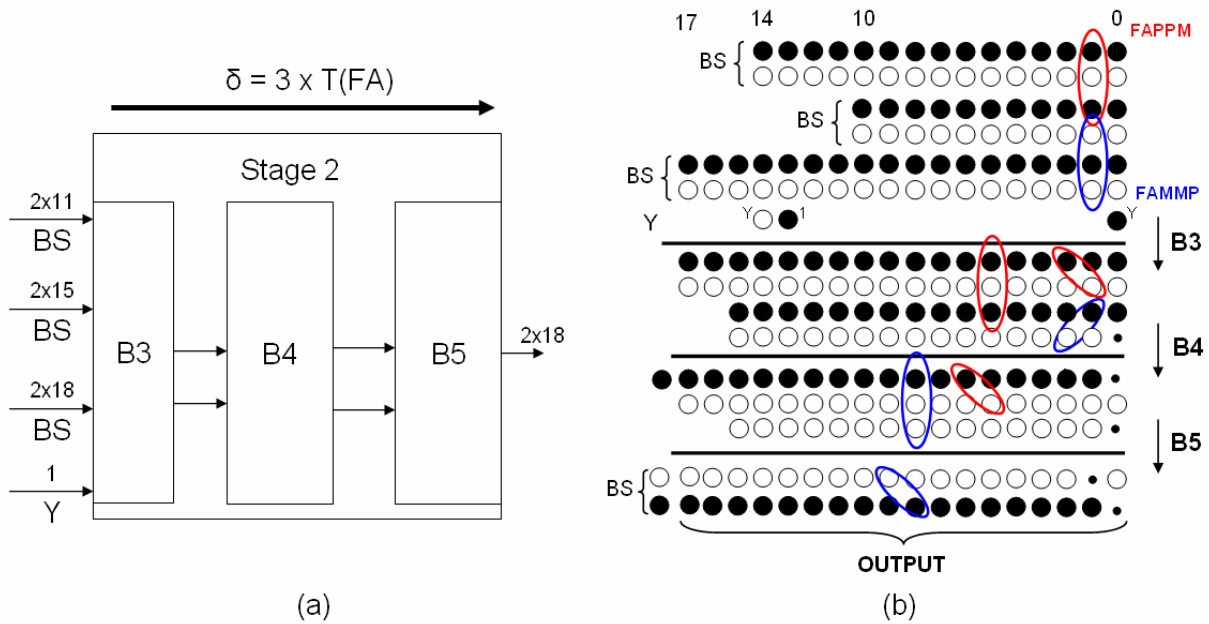 δ = 3 x T(FA)
Stage 2
2x11
BS
2x15
BS
2x18
BS
1
Y
B3
B4
B5
2x18
(a)
17 14 10 0
FAPPM
BS
BS
BS
FAMMP
Y
Y 1 Y
B3
B4
B5
BS
OUTPUT
(b)